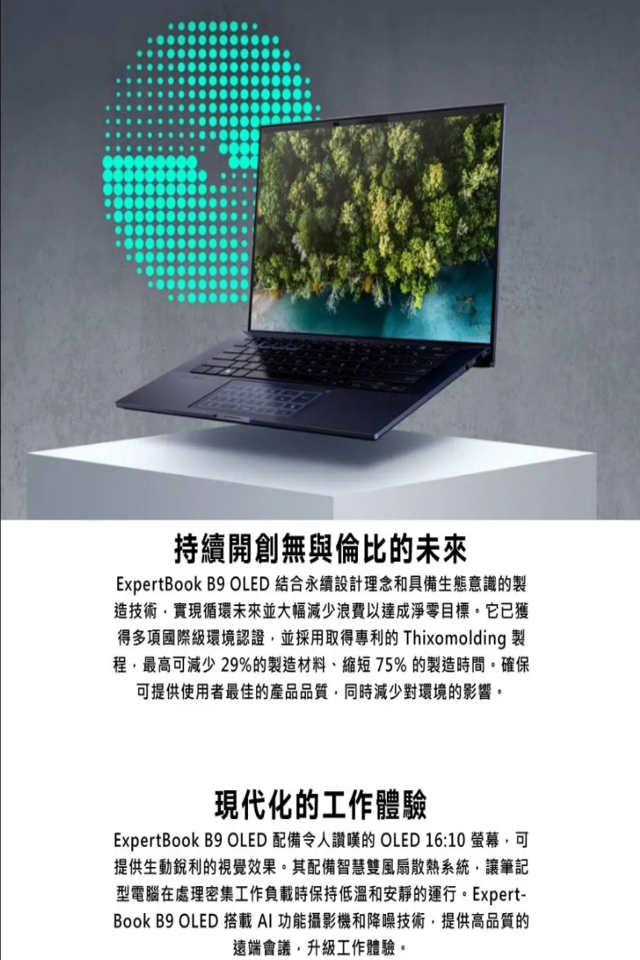 持續開創無與倫比的未來
ExpertBook B9 OLED 結合永續設計理念和具備生態意識的製
造技術，實現循環未來並大幅減少浪費以達成淨零目標。它已獲
得多項國際級環境認證，並採用取得專利的 Thixomolding 製
程，最高可減少 29%的製造材料、縮短 75% 的製造時間。確保
可提供使用者最佳的產品品質，同時減少對環境的影響。
現代化的工作體驗
ExpertBook B9 OLED 配備令人讚嘆的 OLED 16:10 螢幕，可
提供生動銳利的視覺效果。其配備智慧雙風扇散熱系統，讓筆記
型電腦在處理密集工作負載時保持低溫和安靜的運行。Expert-
Book B9 OLED 搭載 AI 功能攝影機和降噪技術，提供高品質的
遠端會議，升級工作體驗。